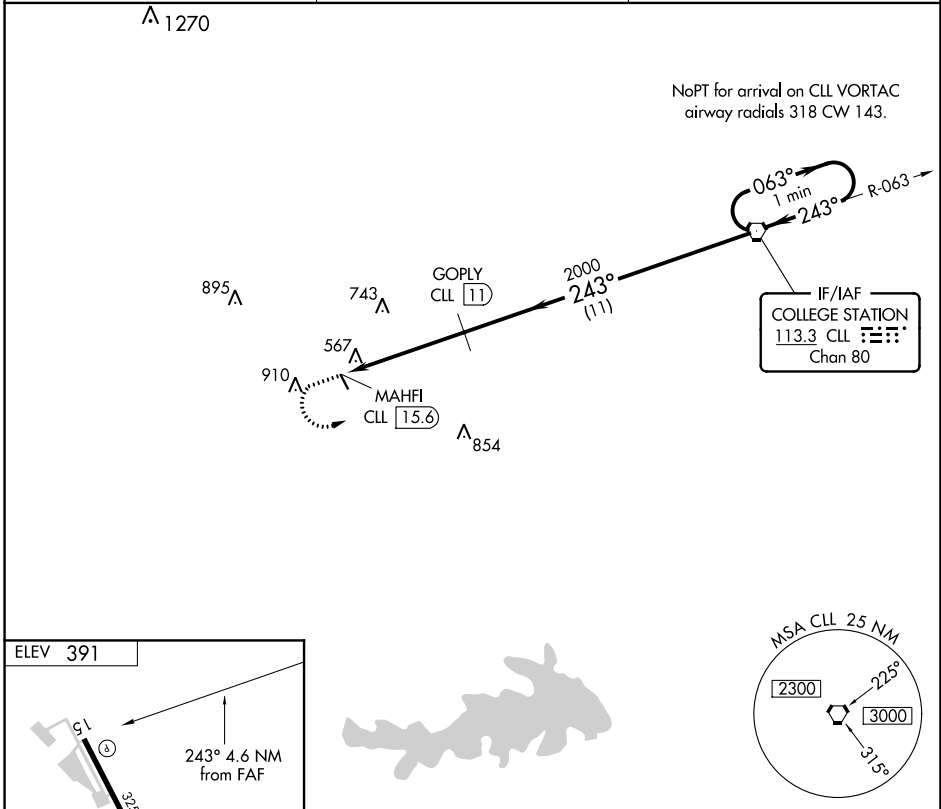 1270
NoPT for arrival on CLL VORTAC
airway radials 318 CW 143.
063°
1 min
243°
R-063
2000
243°
(11)
GOPLY
CLL 11
895
743
567
910
MAHFI
CLL 15.6
854
IF/IAF
COLLEGE STATION
113.3 CLL
Chan 80
ELEV 391
15
P
325
243° 4.6 NM
from FAF
MSA CLL 25 NM
2300
225°
3000
315°